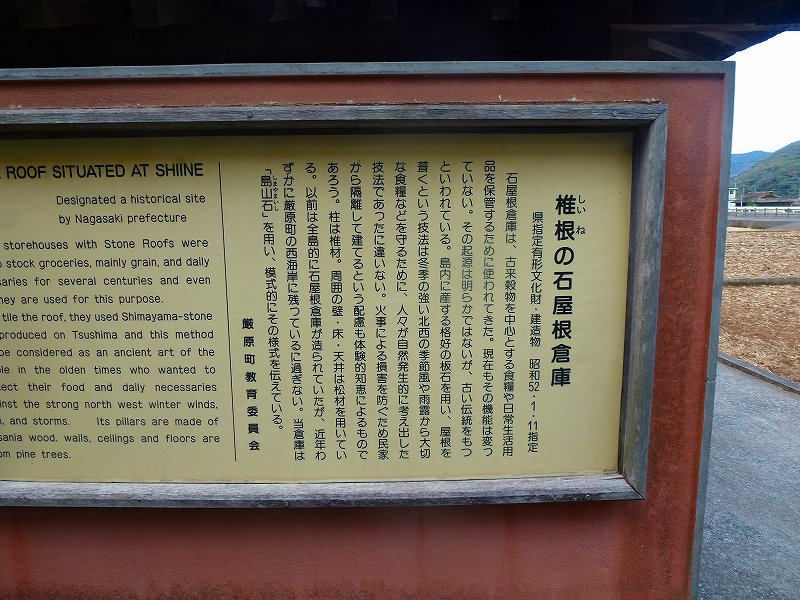 椎根の石屋根倉庫
しいね
県指定有形文化財・建造物 昭和52・1・11指定
石屋根倉庫は、古来穀物を中心とする食糧や日常生活用
品を保管するために使われてきた。現在もその機能は変っ
ていない。その起源は明らかではないが、古い伝統をもつ
といわれている。島内に産する格好の板石を用い、屋根を
葺くという技法は冬季の強い北西の季節風や雨露から大切
な食糧などを守るために、人々が自然発生的に考え出した
技法であったに違いない。火事による損害を防ぐため民家
から隔離して建てるという配慮も体験的知恵によるもので
あろう。柱は椎材。周囲の壁・床・天井は松材を用いてい
る。以前は全島的に石屋根倉庫が造られていたが、近年わ
ずかに厳原町の西海岸に残っているに過ぎない。当倉庫は
「島山石」を用い、模式的にその様式を伝えている。
しまやまいし
厳原町教育委員会
ROOF SITUATED AT SHIINE
Designated a historical site
by Nagasaki prefecture
storehouses with Stone Roofs were
stock groceries, mainly grain, and daily
saries for several centuries and even
they are used for this purpose.
tile the roof, they used Shimayama-stone
produced on Tsushima and this method
be considered as an ancient art of the
ple in the olden times who wanted to
ect their food and daily necessaries
inst the strong north west winter winds,
n, and storms. Its pillars are made of
sania wood, walls, ceilings and floors are
om pine trees.